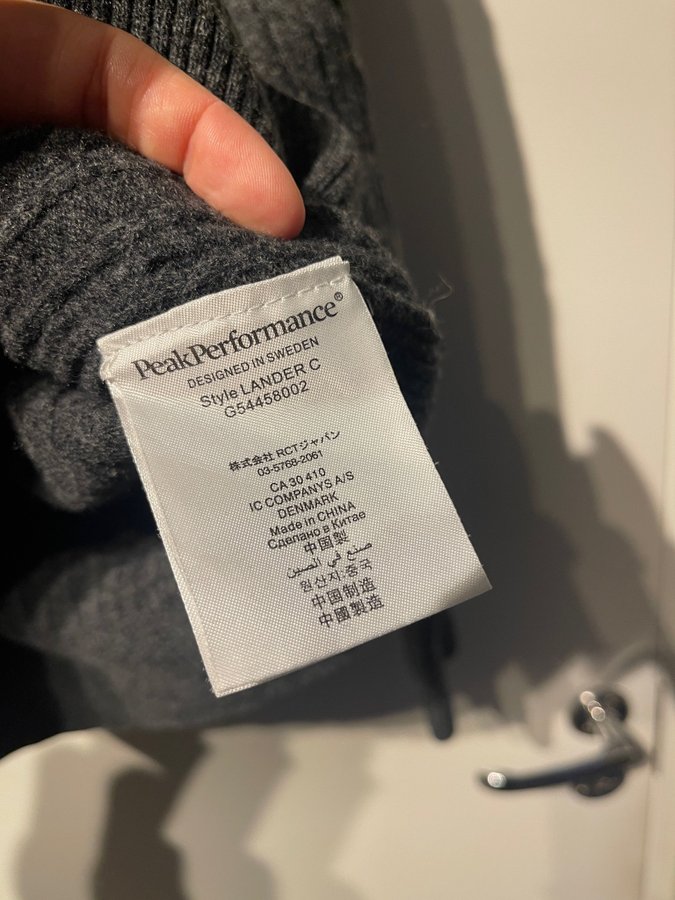 PeakPerformance®
DESIGNED IN SWEDEN
Style LANDER C
G54458002
株式会社 RCTジャパン
03-5768-2061
CA 30 410
IC COMPANYS A/S
DENMARK
Made in CHINA
Сделано в Китае
中国製
صنع في الصين
원산지:중국
中国制造
中國製造